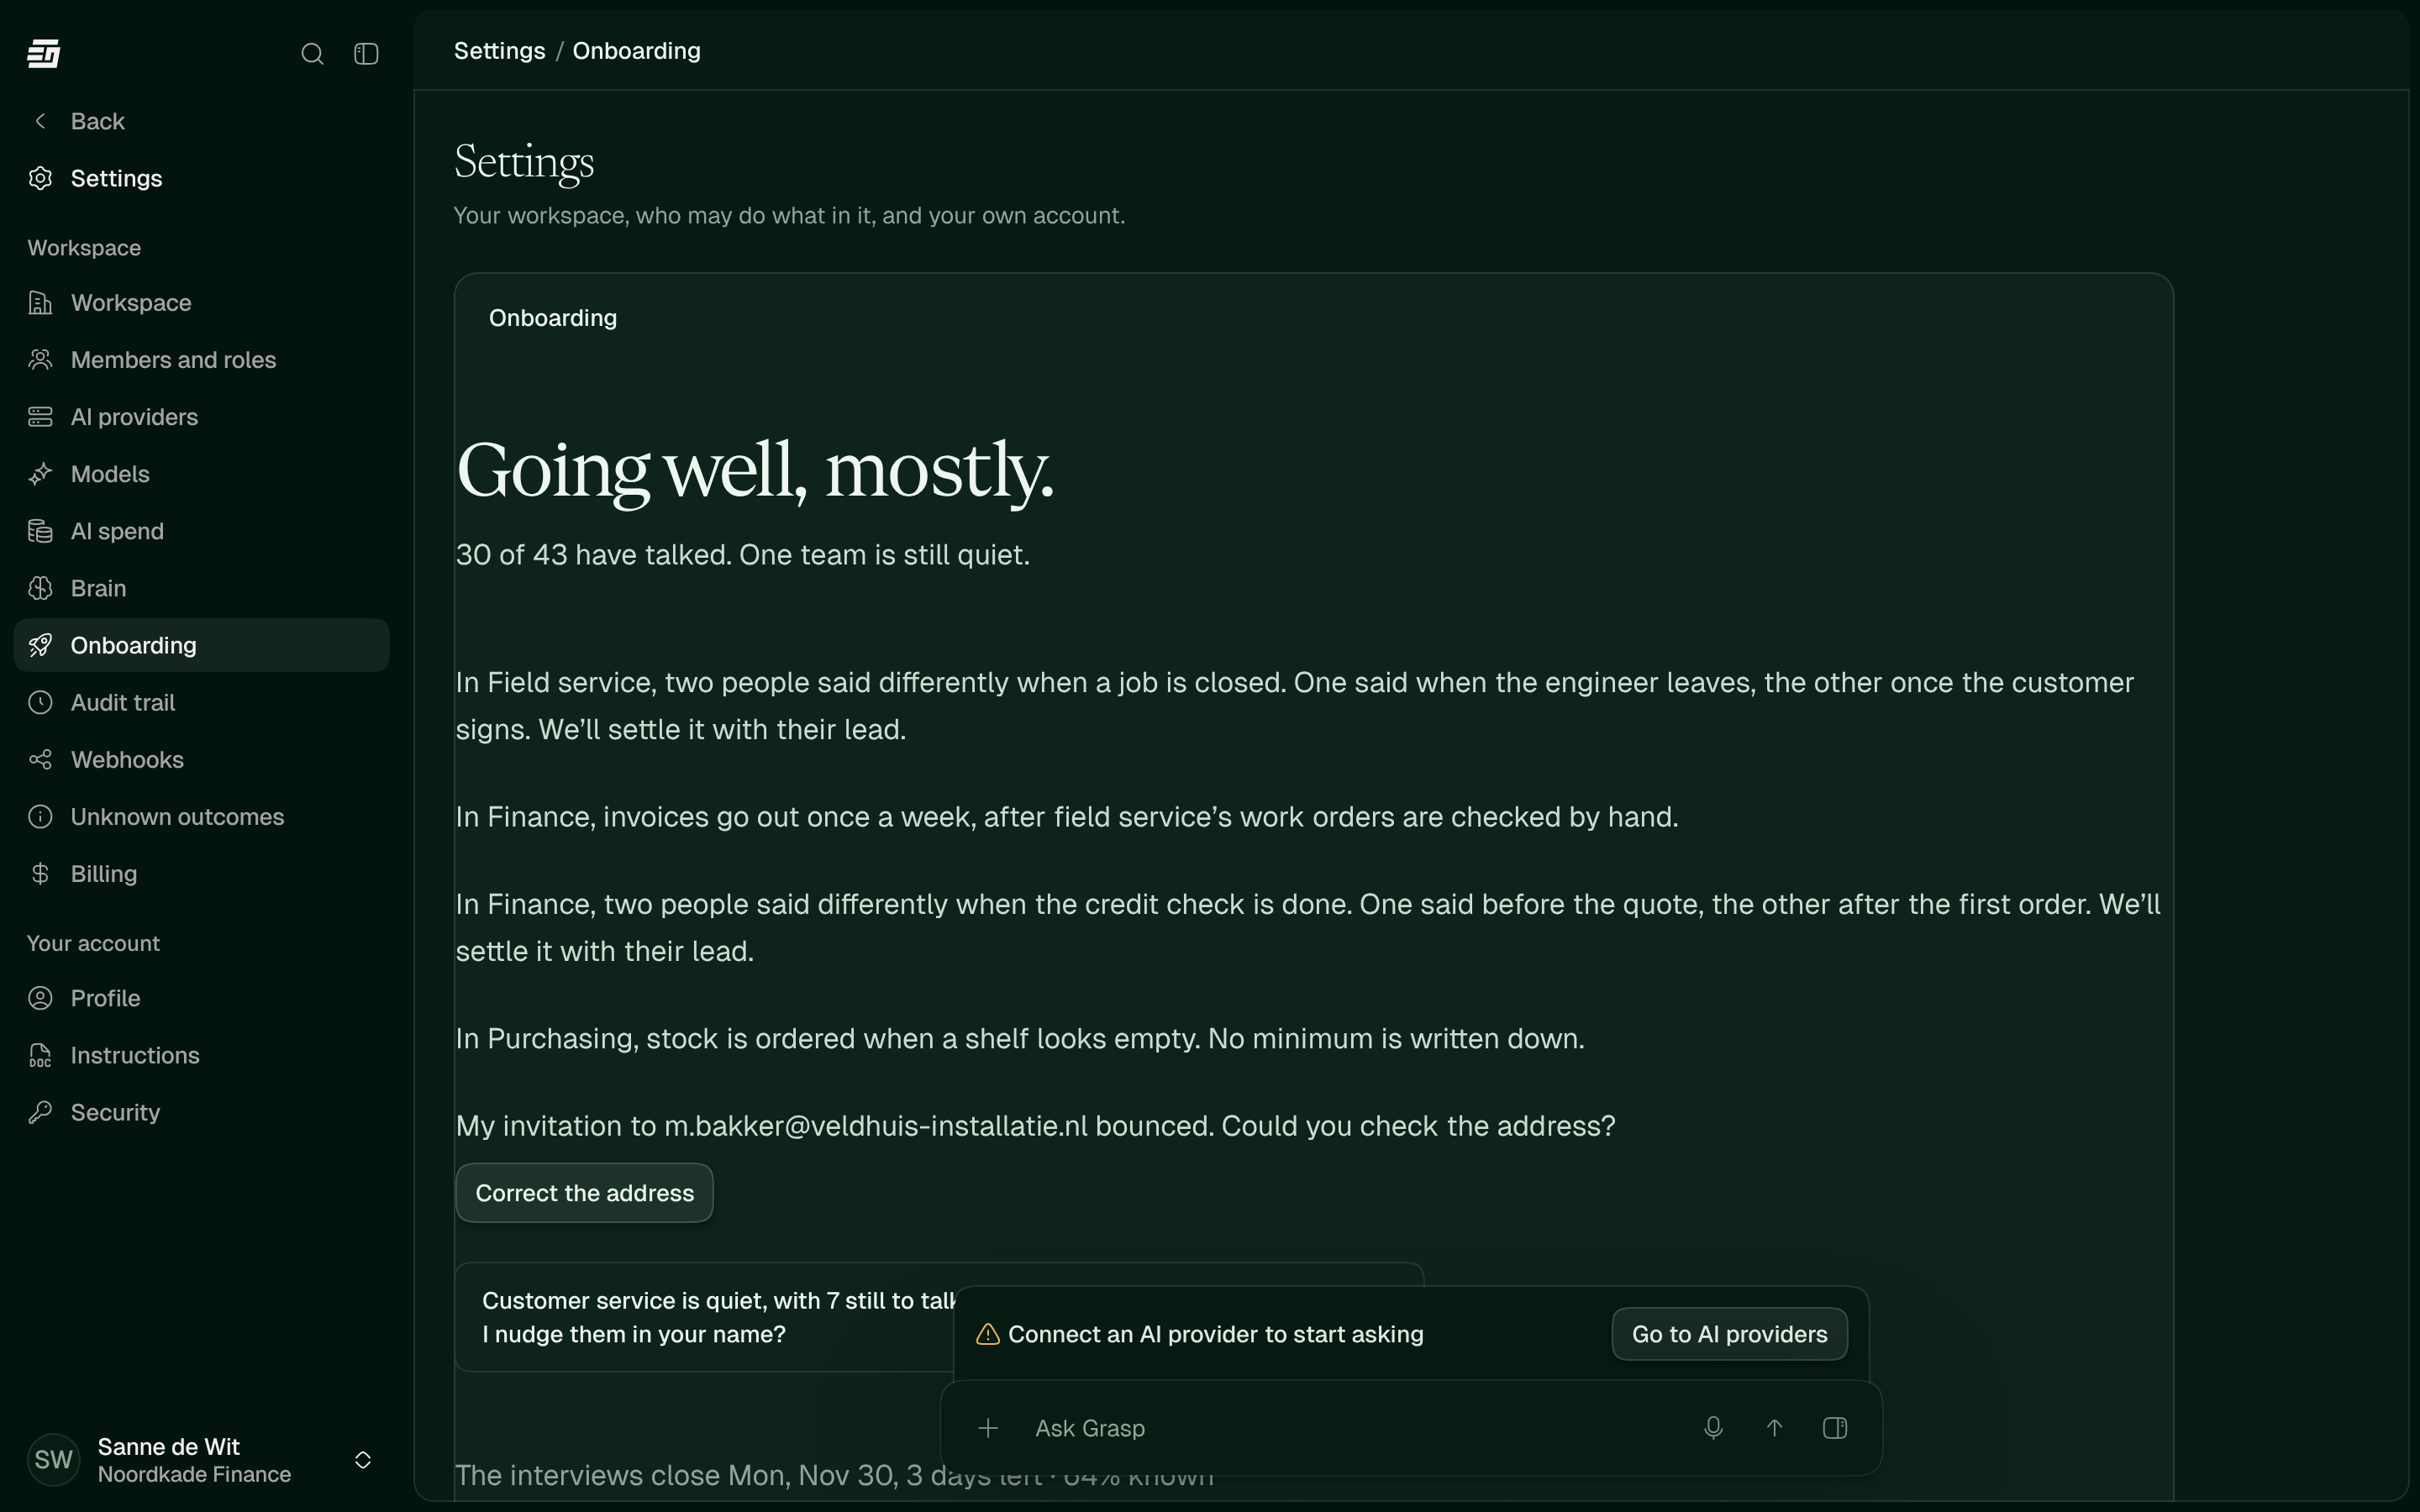 Back
Settings
Workspace
Workspace
Members and roles
AI providers
Models
AI spend
Brain
Onboarding
Audit trail
Webhooks
Unknown outcomes
Billing
Your account
Profile
Instructions
Security
SW
Sanne de Wit
Noordkade Finance
Settings / Onboarding
Settings
Your workspace, who may do what in it, and your own account.
Onboarding
Going well, mostly.
30 of 43 have talked. One team is still quiet.
In Field service, two people said differently when a job is closed. One said when the engineer leaves, the other once the customer
signs. We’ll settle it with their lead.
In Finance, invoices go out once a week, after field service’s work orders are checked by hand.
In Finance, two people said differently when the credit check is done. One said before the quote, the other after the first order. We’ll
settle it with their lead.
In Purchasing, stock is ordered when a shelf looks empty. No minimum is written down.
My invitation to m.bakker@veldhuis-installatie.nl bounced. Could you check the address?
Correct the address
Customer service is quiet, with 7 still to talk
I nudge them in your name?
Connect an AI provider to start asking
Go to AI providers
Ask Grasp
The interviews close Mon, Nov 30, 3 days left · 64% known